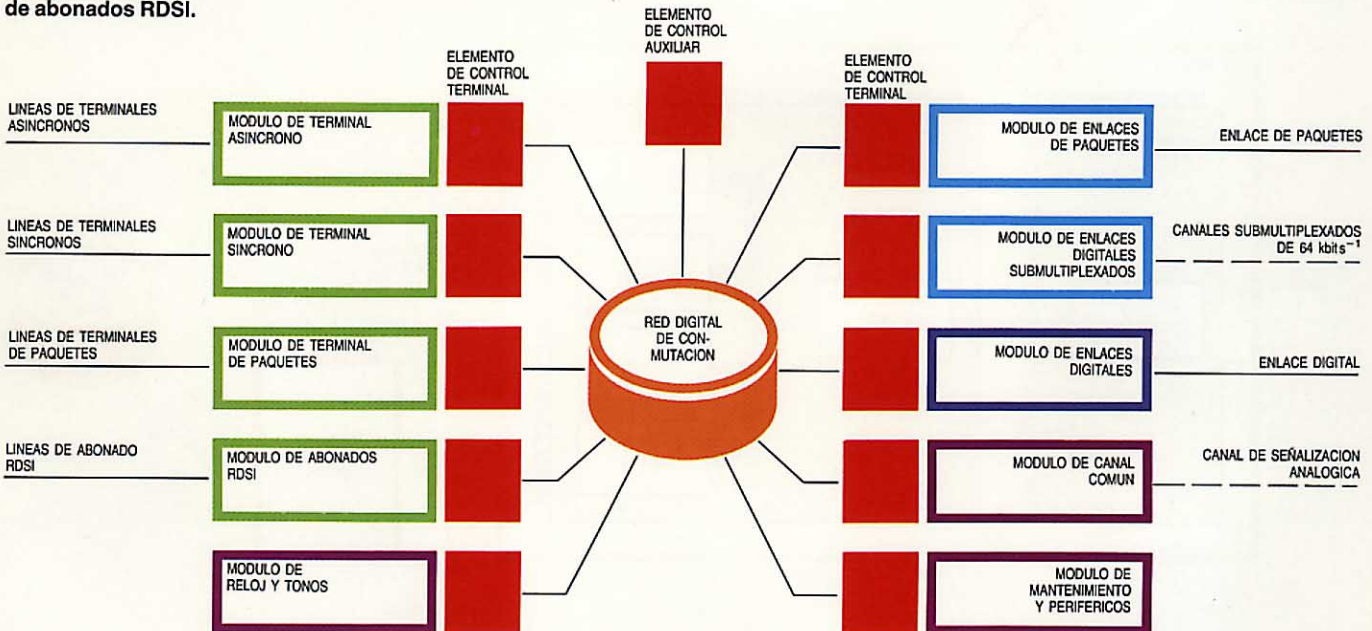 de abonados RDSI.
ELEMENTO
DE CONTROL
AUXILIAR
ELEMENTO
DE CONTROL
TERMINAL
ELEMENTO
DE CONTROL
TERMINAL
LINEAS DE TERMINALES
ASINCRONOS
MODULO DE TERMINAL
ASINCRONO
MODULO DE ENLACES
DE PAQUETES
ENLACE DE PAQUETES
LINEAS DE TERMINALES
SINCRONOS
MODULO DE TERMINAL
SINCRONO
MODULO DE ENLACES
DIGITALES
SUBMULTIPLEXADOS
CANALES SUBMULTIPLEXADOS
DE 64 kbits⁻¹
RED DIGITAL
DE CON-
MUTACION
LINEAS DE TERMINALES
DE PAQUETES
MODULO DE TERMINAL
DE PAQUETES
MODULO DE ENLACES
DIGITALES
ENLACE DIGITAL
LINEAS DE ABONADO
RDSI
MODULO DE ABONADOS
RDSI
MODULO DE CANAL
COMUN
CANAL DE SEÑALIZACION
ANALOGICA
MODULO DE
RELOJ Y TONOS
MODULO DE
MANTENIMIENTO
Y PERIFERICOS